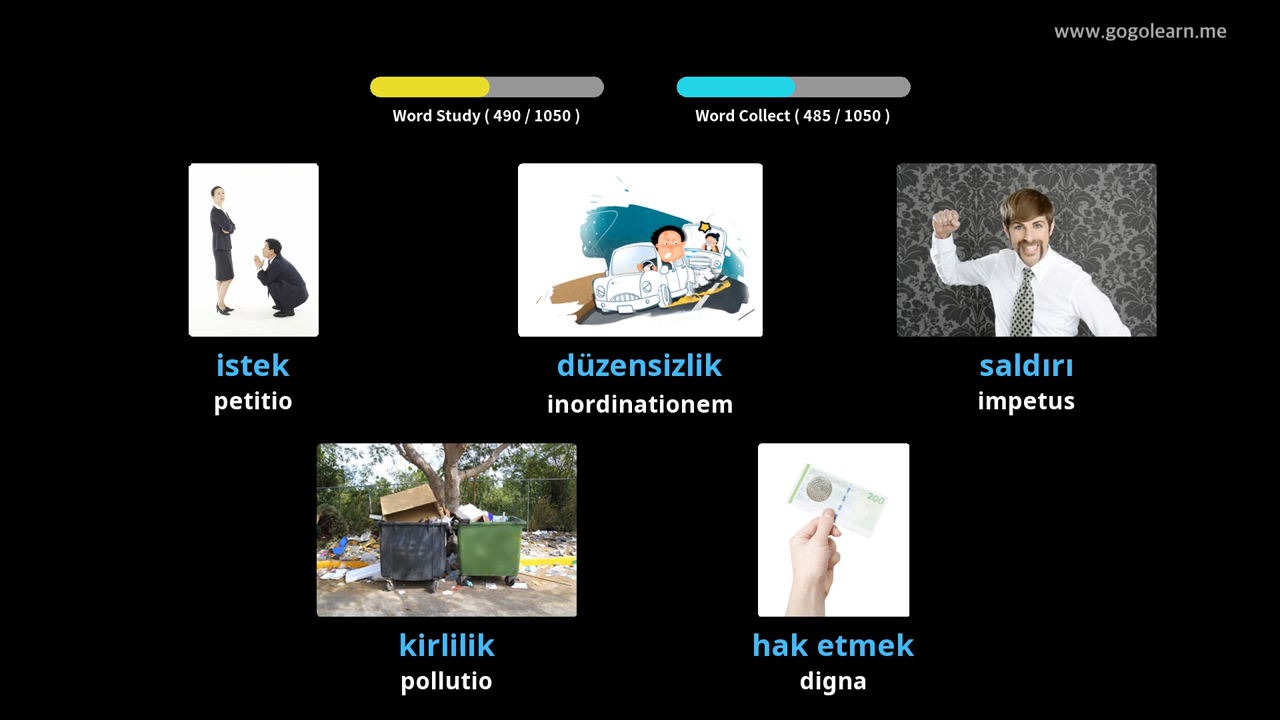 www.gogolearn.me
Word Study ( 490 / 1050 )
Word Collect ( 485 / 1050 )
istek
petitio
düzensizlik
inordinationem
saldırı
impetus
200
kirlilik
pollutio
hak etmek
digna